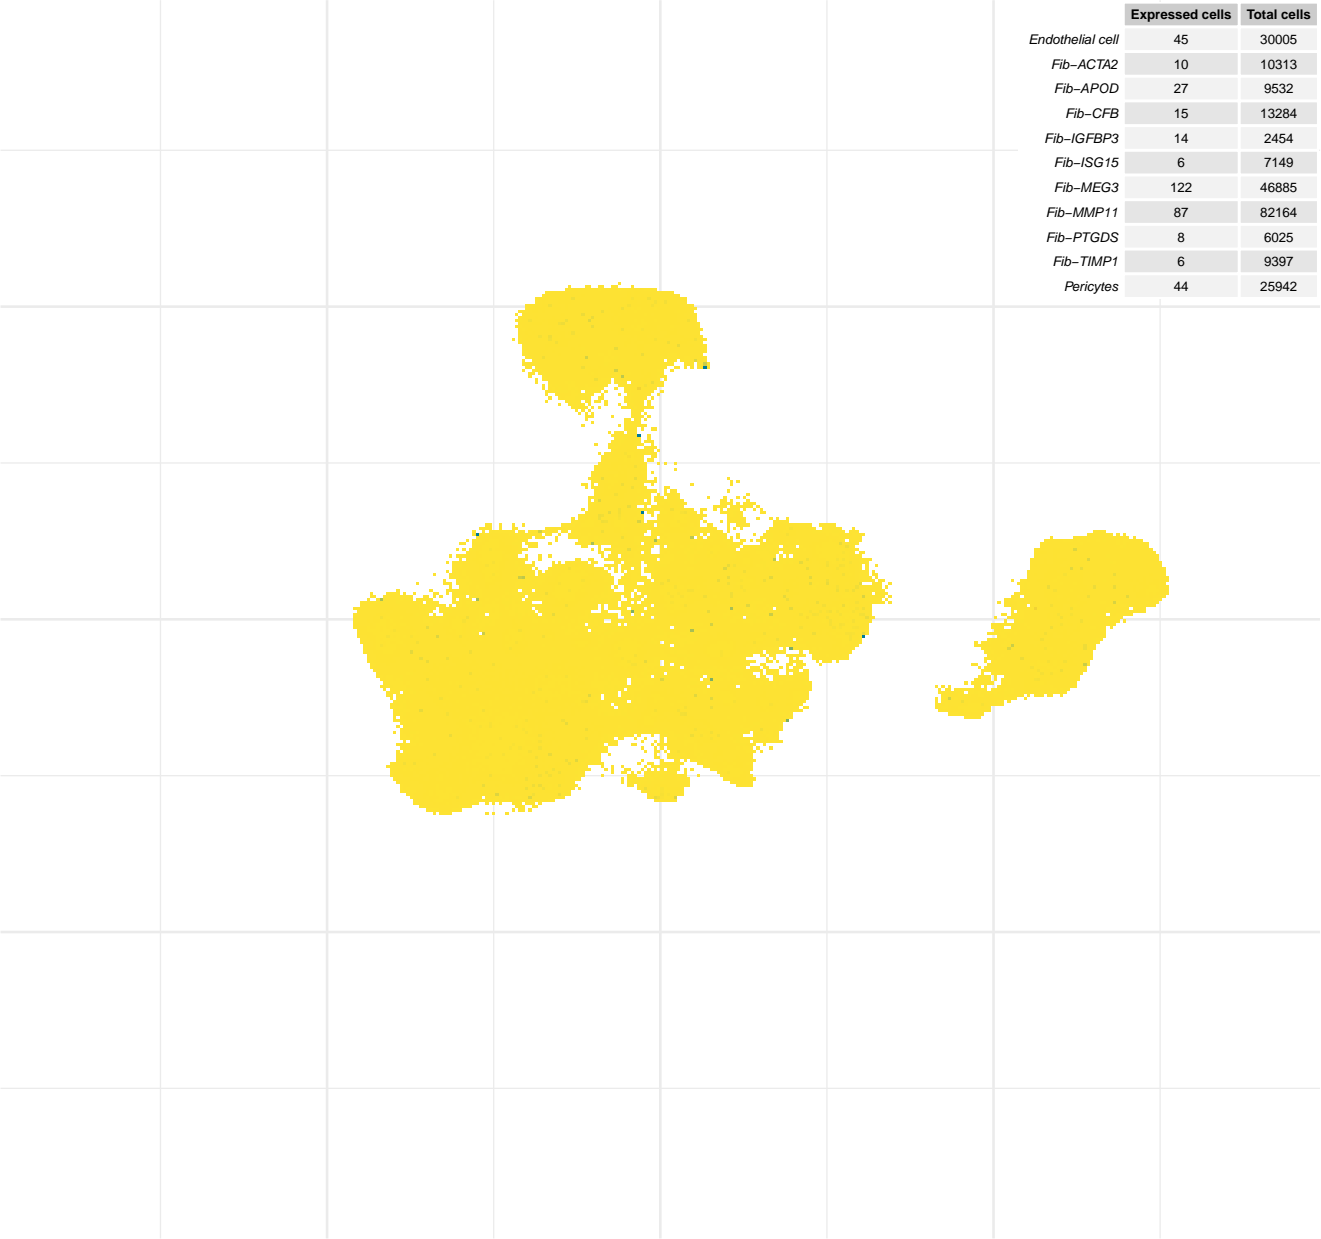 Expressed cells Total cells
Endothelial cell 45 30005
Fib−ACTA2 10 10313
Fib−APOD 27 9532
Fib−CFB 15 13284
Fib−IGFBP3 14 2454
Fib−ISG15 6 7149
Fib−MEG3 122 46885
Fib−MMP11 87 82164
Fib−PTGDS 8 6025
Fib−TIMP1 6 9397
Pericytes 44 25942